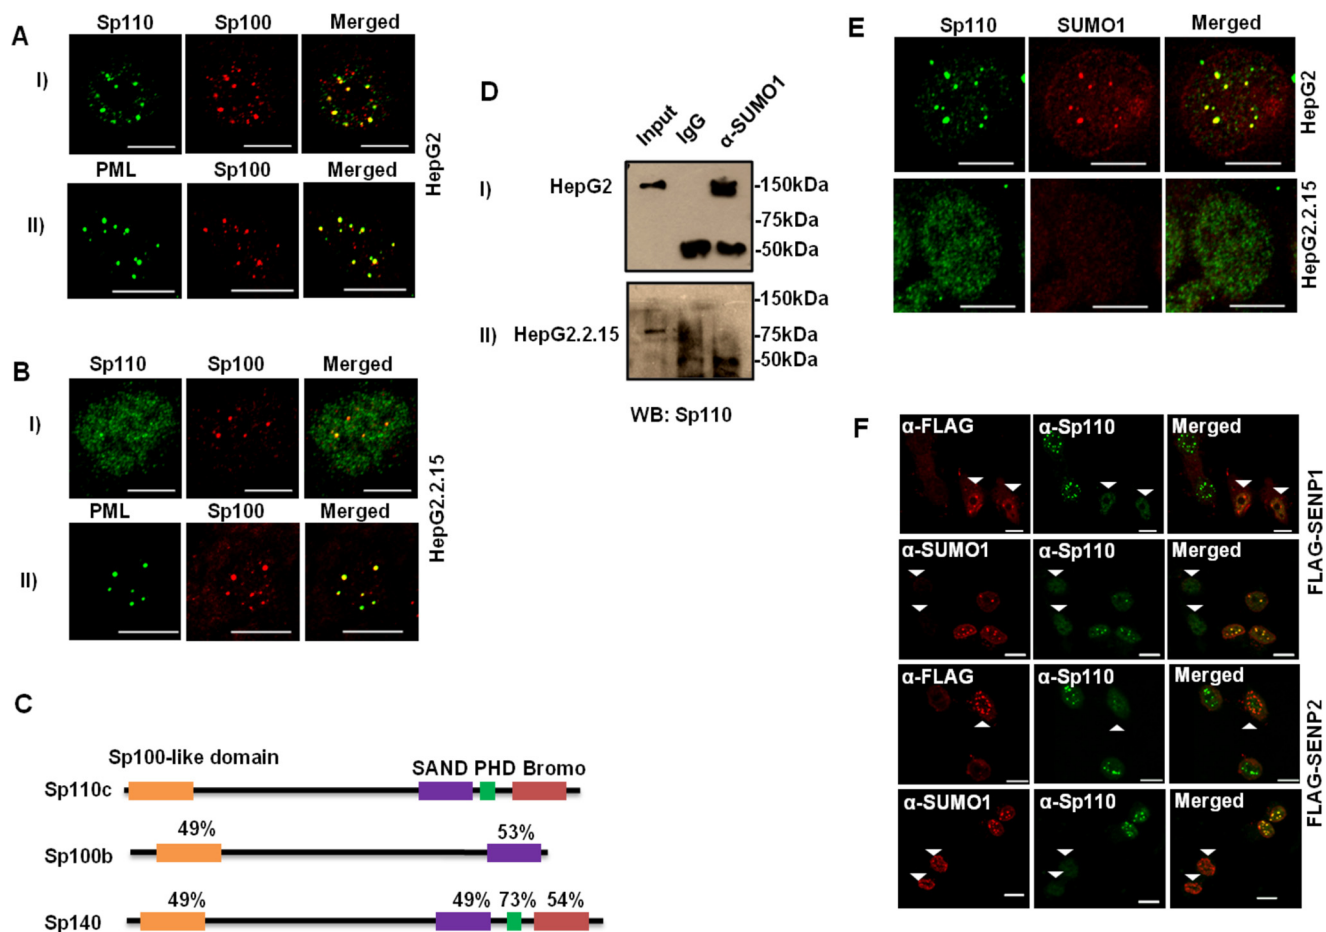 A
Sp110 Sp100 Merged
I)
PML Sp100 Merged
II)
HepG2
B
Sp110 Sp100 Merged
I)
PML Sp100 Merged
II)
HepG2.2.15
C
Sp100-like domain
SAND PHD Bromo
Sp110c
49% 53%
Sp100b
49% 49% 73% 54%
Sp140
D
Input IgG α-SUMO1
I) HepG2
-150kDa
-75kDa
-50kDa
II) HepG2.2.15
-150kDa
-75kDa
-50kDa
WB: Sp110
E
Sp110 SUMO1 Merged
HepG2
HepG2.2.15
F
α-FLAG α-Sp110 Merged
α-SUMO1 α-Sp110 Merged
FLAG-SENP1
α-FLAG α-Sp110 Merged
α-SUMO1 α-Sp110 Merged
FLAG-SENP2